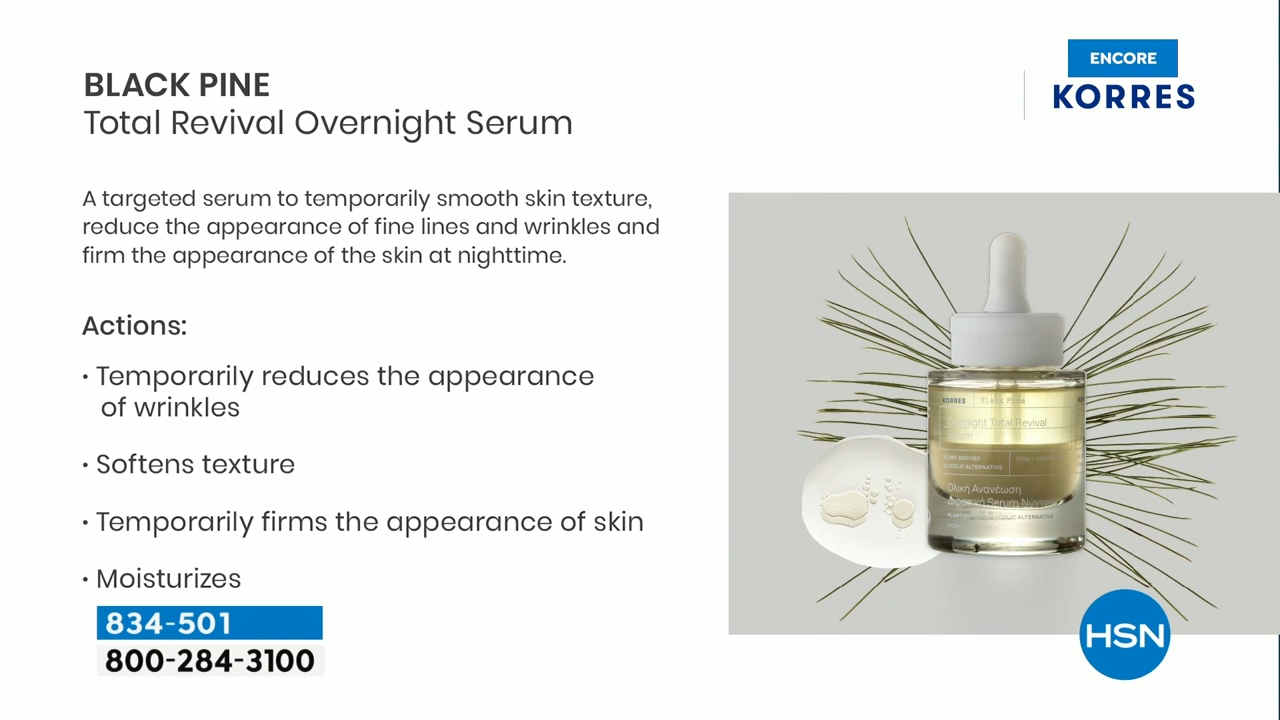 ENCORE
KORRES
BLACK PINE
Total Revival Overnight Serum
A targeted serum to temporarily smooth skin texture,
reduce the appearance of fine lines and wrinkles and
firm the appearance of the skin at nighttime.
Actions:
• Temporarily reduces the appearance
of wrinkles
• Softens texture
• Temporarily firms the appearance of skin
• Moisturizes
834-501
800-284-3100
KORRES Black Pine
Total Revival
PLANT-DERIVED
GLYCOLIC ALTERNATIVE
Ολική Ανανέωση
Serum
HSN